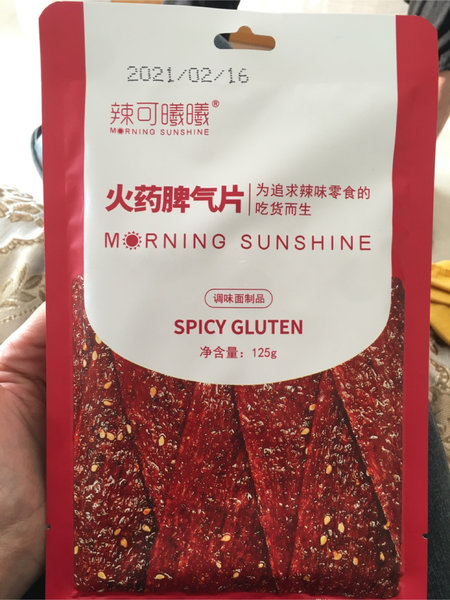 2021/02/16
辣可曦曦®
MORNING SUNSHINE
火药脾气片
为追求辣味零食的
吃货而生
MORNING SUNSHINE
调味面制品
SPICY GLUTEN
净含量：125g